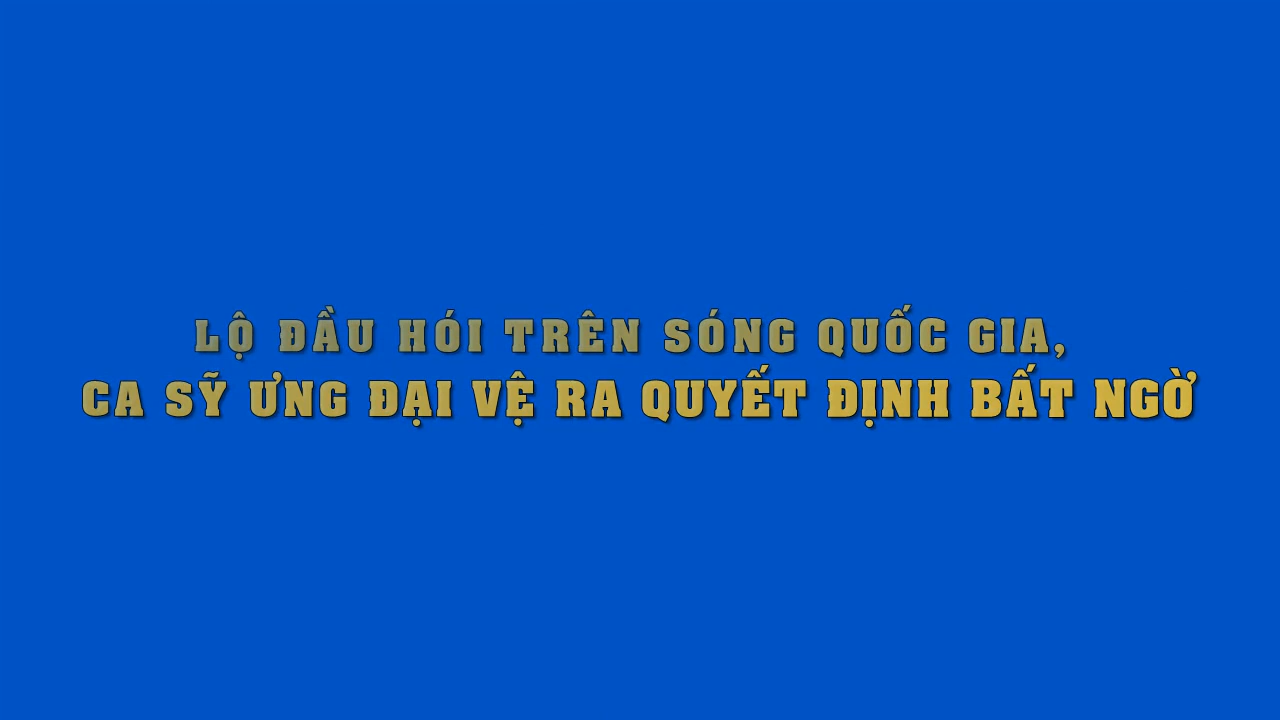 LỘ ĐẦU HÓI TRÊN SÓNG QUỐC GIA,
CA SỸ ƯNG ĐẠI VỆ RA QUYẾT ĐỊNH BẤT NGỜ